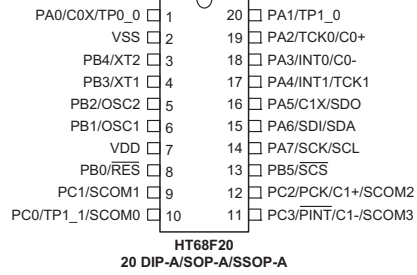 PA0/C0X/TP0_0 1 20 PA1/TP1_0
VSS 2 19 PA2/TCK0/C0+
PB4/XT2 3 18 PA3/INT0/C0-
PB3/XT1 4 17 PA4/INT1/TCK1
PB2/OSC2 5 16 PA5/C1X/SDO
PB1/OSC1 6 15 PA6/SDI/SDA
VDD 7 14 PA7/SCK/SCL
PB0/RES 8 13 PB5/SCS
PC1/SCOM1 9 12 PC2/PCK/C1+/SCOM2
PC0/TP1_1/SCOM0 10 11 PC3/PINT/C1-/SCOM3
HT68F20
20 DIP-A/SOP-A/SSOP-A